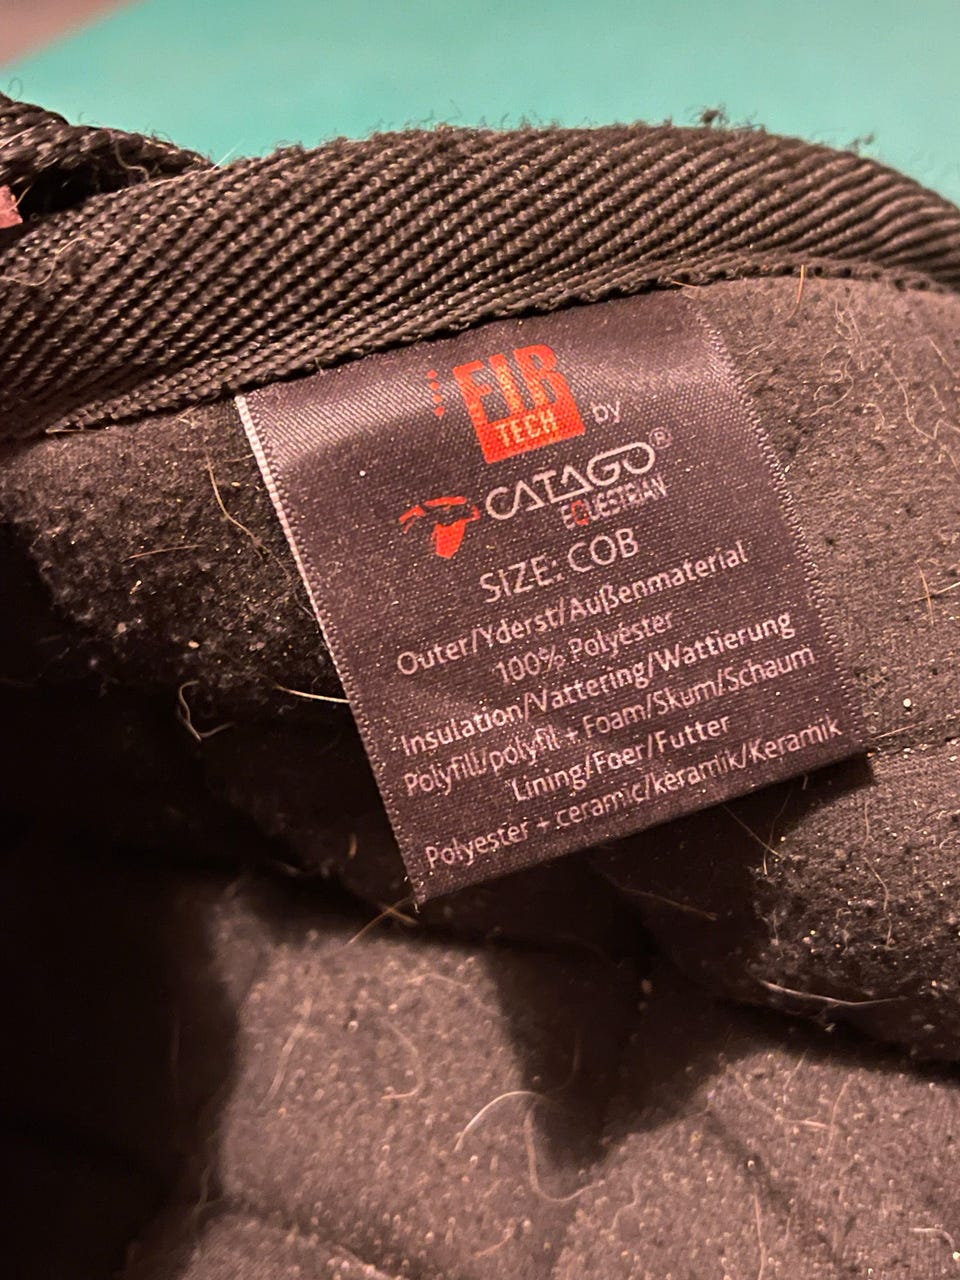 FIR
TECH by
CATAGO®
EQUESTRIAN
SIZE: COB
Outer/Yderst/Außenmaterial
100% Polyester
Insulation/Vattering/Wattierung
Polyfill/polyfil + Foam/Skum/Schaum
Lining/Foer/Futter
Polyester + ceramic/keramik/Keramik